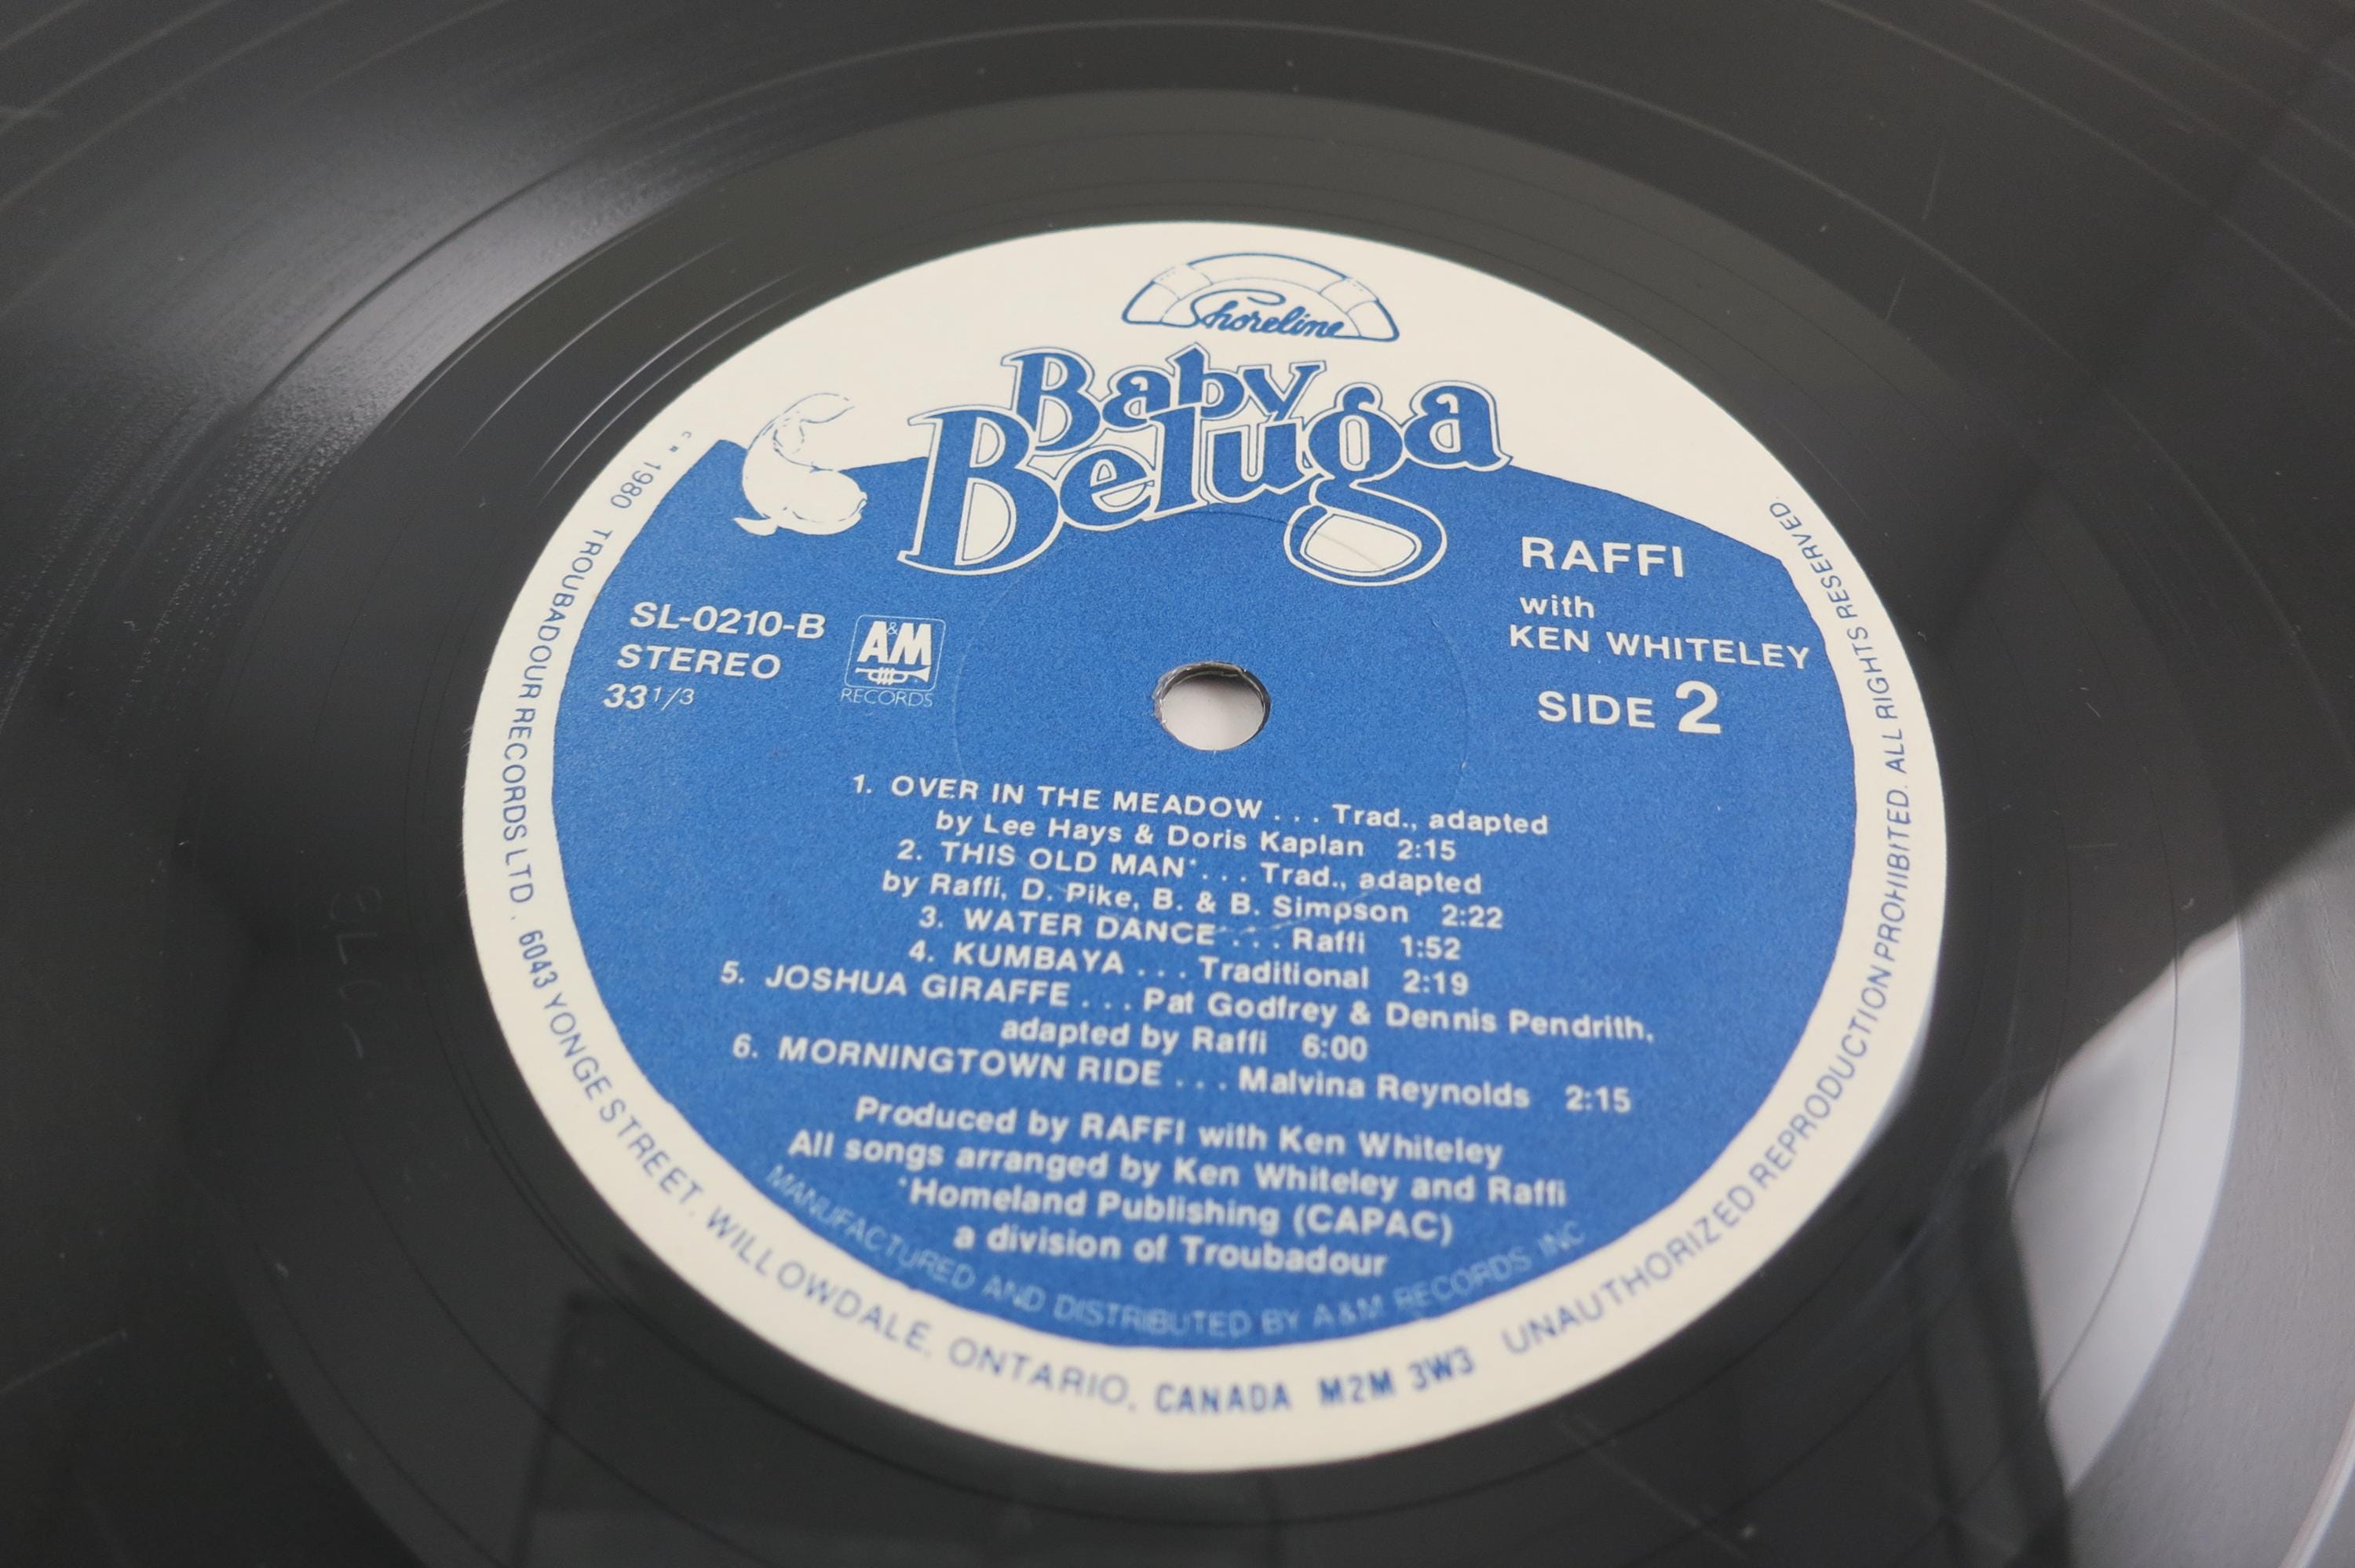 Shoreline
Baby
Beluga
RAFFI
with
KEN WHITELEY
SIDE 2
SL-0210-B
STEREO
33 1/3
A&M
RECORDS
1. OVER IN THE MEADOW . . . Trad., adapted
by Lee Hays & Doris Kaplan 2:15
2. THIS OLD MAN* . . . Trad., adapted
by Raffi, D. Pike, B. & B. Simpson 2:22
3. WATER DANCE . . . Raffi 1:52
4. KUMBAYA . . . Traditional 2:19
5. JOSHUA GIRAFFE . . . Pat Godfrey & Dennis Pendrith,
adapted by Raffi 6:00
6. MORNINGTOWN RIDE . . . Malvina Reynolds 2:15
Produced by RAFFI with Ken Whiteley
All songs arranged by Ken Whiteley and Raffi
*Homeland Publishing (CAPAC)
a division of Troubadour
MANUFACTURED AND DISTRIBUTED BY A&M RECORDS INC
1980 TROUBADOUR RECORDS LTD. 6043 YONGE STREET, WILLOWDALE, ONTARIO, CANADA M2M 3W3 UNAUTHORIZED REPRODUCTION PROHIBITED. ALL RIGHTS RESERVED